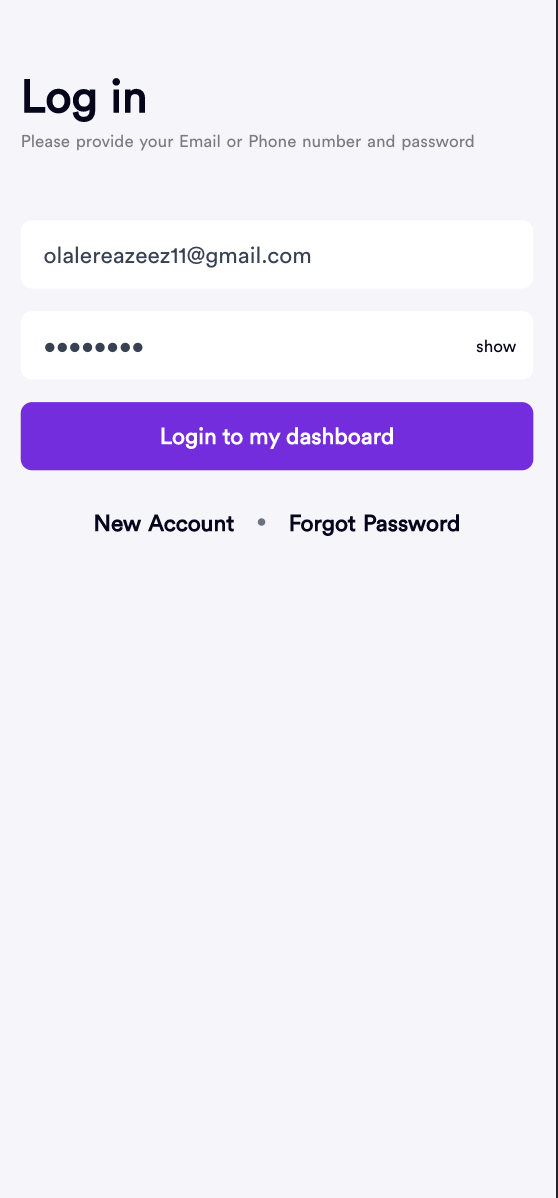 Log in
Please provide your Email or Phone number and password
olalereazeez11@gmail.com
●●●●●●●● show
Login to my dashboard
New Account • Forgot Password